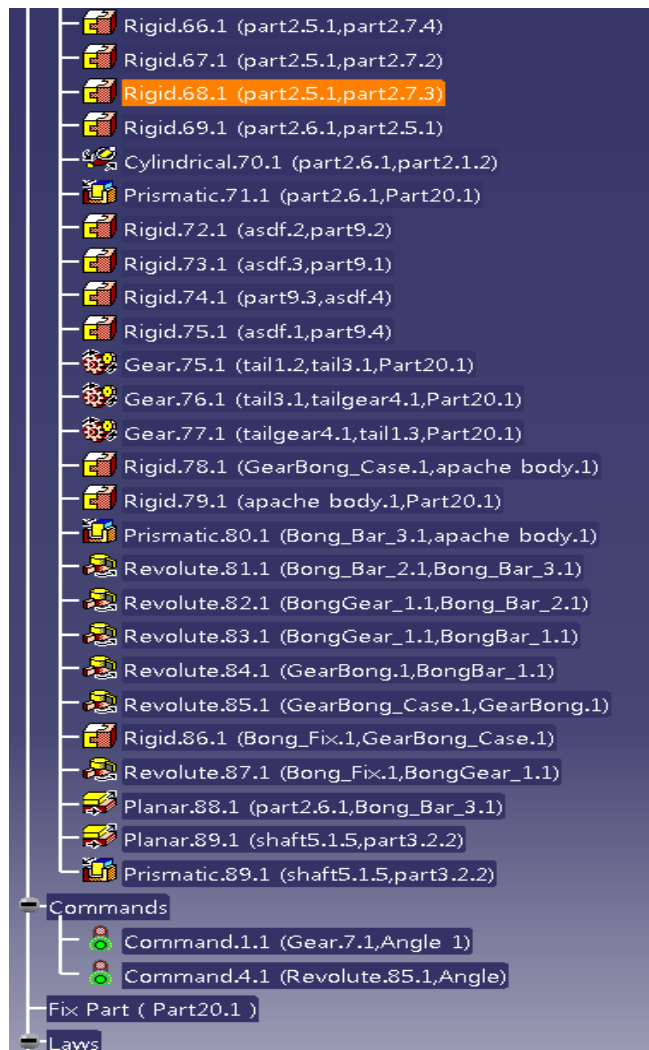 Rigid.66.1 (part2.5.1,part2.7.4)
Rigid.67.1 (part2.5.1,part2.7.2)
Rigid.68.1 (part2.5.1,part2.7.3)
Rigid.69.1 (part2.6.1,part2.5.1)
Cylindrical.70.1 (part2.6.1,part2.1.2)
Prismatic.71.1 (part2.6.1,Part20.1)
Rigid.72.1 (asdf.2,part9.2)
Rigid.73.1 (asdf.3,part9.1)
Rigid.74.1 (part9.3,asdf.4)
Rigid.75.1 (asdf.1,part9.4)
Gear.75.1 (tail1.2,tail3.1,Part20.1)
Gear.76.1 (tail3.1,tailgear4.1,Part20.1)
Gear.77.1 (tailgear4.1,tail1.3,Part20.1)
Rigid.78.1 (GearBong_Case.1,apache body.1)
Rigid.79.1 (apache body.1,Part20.1)
Prismatic.80.1 (Bong_Bar_3.1,apache body.1)
Revolute.81.1 (Bong_Bar_2.1,Bong_Bar_3.1)
Revolute.82.1 (BongGear_1.1,Bong_Bar_2.1)
Revolute.83.1 (BongGear_1.1,BongBar_1.1)
Revolute.84.1 (GearBong.1,BongBar_1.1)
Revolute.85.1 (GearBong_Case.1,GearBong.1)
Rigid.86.1 (Bong_Fix.1,GearBong_Case.1)
Revolute.87.1 (Bong_Fix.1,BongGear_1.1)
Planar.88.1 (part2.6.1,Bong_Bar_3.1)
Planar.89.1 (shaft5.1.5,part3.2.2)
Prismatic.89.1 (shaft5.1.5,part3.2.2)
Commands
Command.1.1 (Gear.7.1,Angle 1)
Command.4.1 (Revolute.85.1,Angle)
Fix Part ( Part20.1 )
Laws